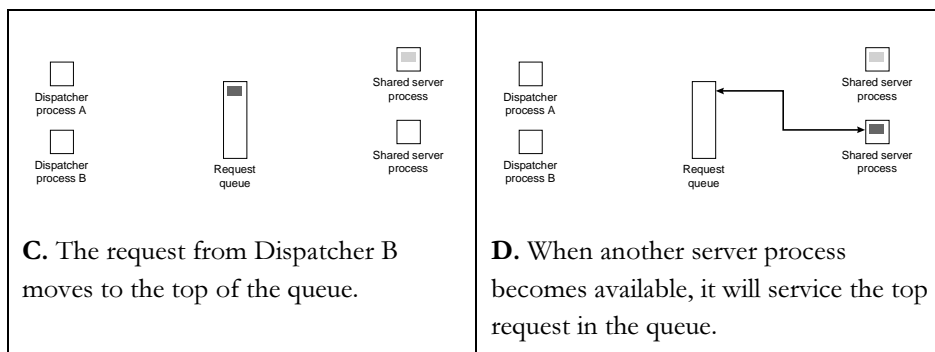 Dispatcher
process A
Dispatcher
process B
Request
queue
Shared server
process
Shared server
process
C. The request from Dispatcher B
moves to the top of the queue.
Dispatcher
process A
Dispatcher
process B
Request
queue
Shared server
process
Shared server
process
D. When another server process
becomes available, it will service the top
request in the queue.